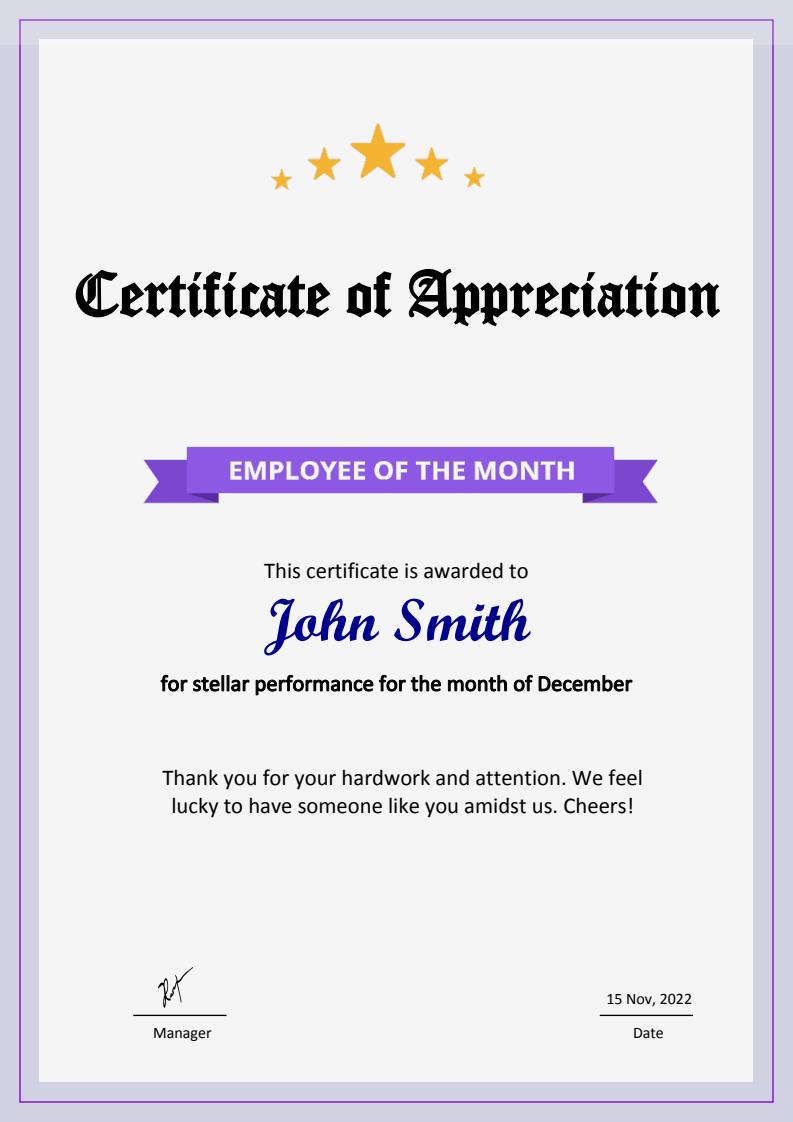 Certificate of Appreciation
EMPLOYEE OF THE MONTH
This certificate is awarded to
John Smith
for stellar performance for the month of December
Thank you for your hardwork and attention. We feel
lucky to have someone like you amidst us. Cheers!
15 Nov, 2022
Manager
Date